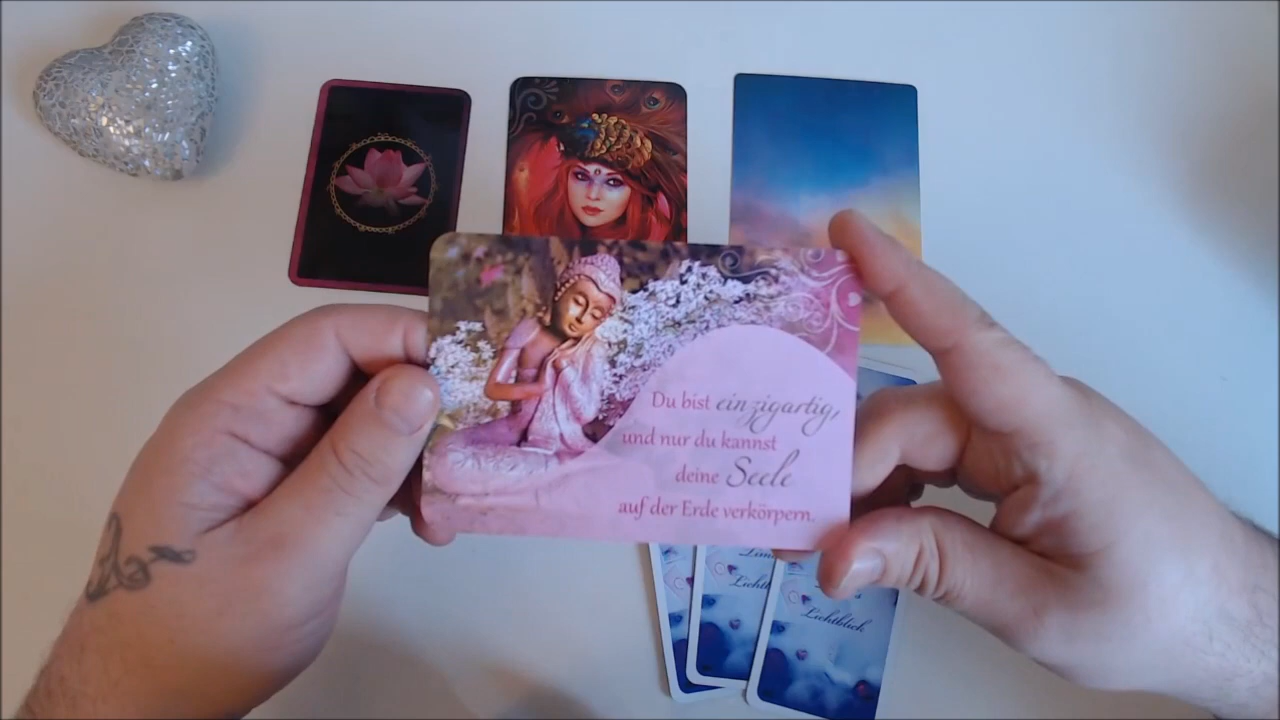 Du bist einzigartig,
und nur du kannst
deine Seele
auf der Erde verkörpern.
Lichtblick